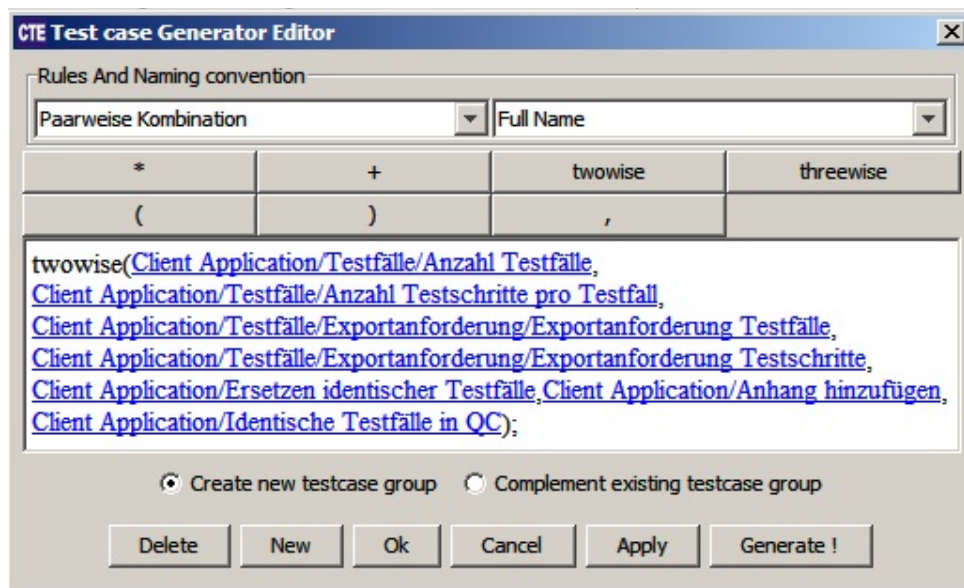 CTE Test case Generator Editor
Rules And Naming convention
Paarweise Kombination Full Name
* + twowise threewise
( ) ,
twowise(Client Application/Testfälle/Anzahl Testfälle,
Client Application/Testfälle/Anzahl Testschritte pro Testfall,
Client Application/Testfälle/Exportanforderung/Exportanforderung Testfälle,
Client Application/Testfälle/Exportanforderung/Exportanforderung Testschritte,
Client Application/Ersetzen identischer Testfälle,Client Application/Anhang hinzufügen,
Client Application/Identische Testfälle in QC);
Create new testcase group Complement existing testcase group
Delete New Ok Cancel Apply Generate !